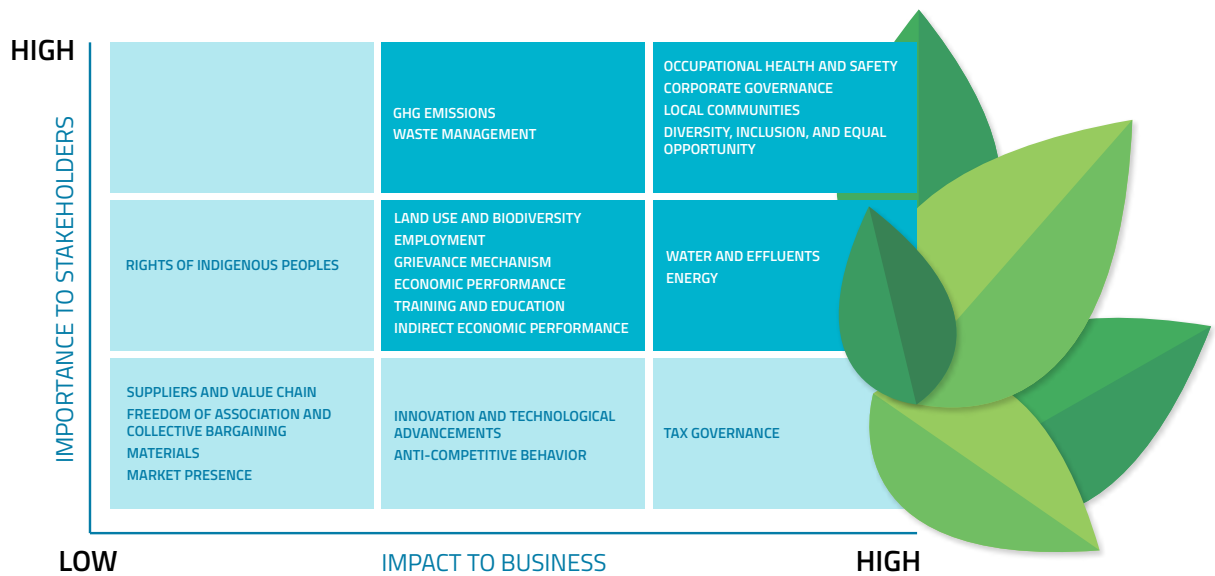 HIGH
IMPORTANCE TO STAKEHOLDERS
GHG EMISSIONS
WASTE MANAGEMENT
OCCUPATIONAL HEALTH AND SAFETY
CORPORATE GOVERNANCE
LOCAL COMMUNITIES
DIVERSITY, INCLUSION, AND EQUAL
OPPORTUNITY
RIGHTS OF INDIGENOUS PEOPLES
LAND USE AND BIODIVERSITY
EMPLOYMENT
GRIEVANCE MECHANISM
ECONOMIC PERFORMANCE
TRAINING AND EDUCATION
INDIRECT ECONOMIC PERFORMANCE
WATER AND EFFLUENTS
ENERGY
SUPPLIERS AND VALUE CHAIN
FREEDOM OF ASSOCIATION AND
COLLECTIVE BARGAINING
MATERIALS
MARKET PRESENCE
INNOVATION AND TECHNOLOGICAL
ADVANCEMENTS
ANTI-COMPETITIVE BEHAVIOR
TAX GOVERNANCE
LOW
IMPACT TO BUSINESS
HIGH